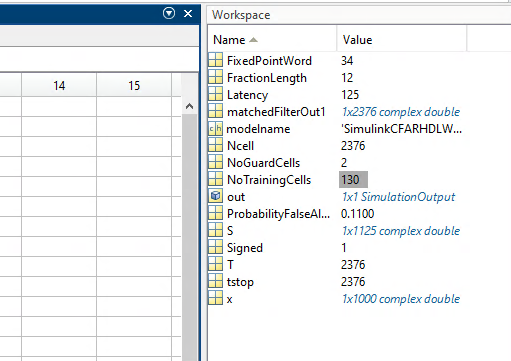 Workspace
Name Value
14 15
FixedPointWord 34
FractionLength 12
Latency 125
matchedFilterOut1 1x2376 complex double
ch modelname 'SimulinkCFARHDLW...
Ncell 2376
NoGuardCells 2
NoTrainingCells 130
out 1x1 SimulationOutput
ProbabilityFalseAl... 0.1100
S 1x1125 complex double
Signed 1
T 2376
tstop 2376
x 1x1000 complex double